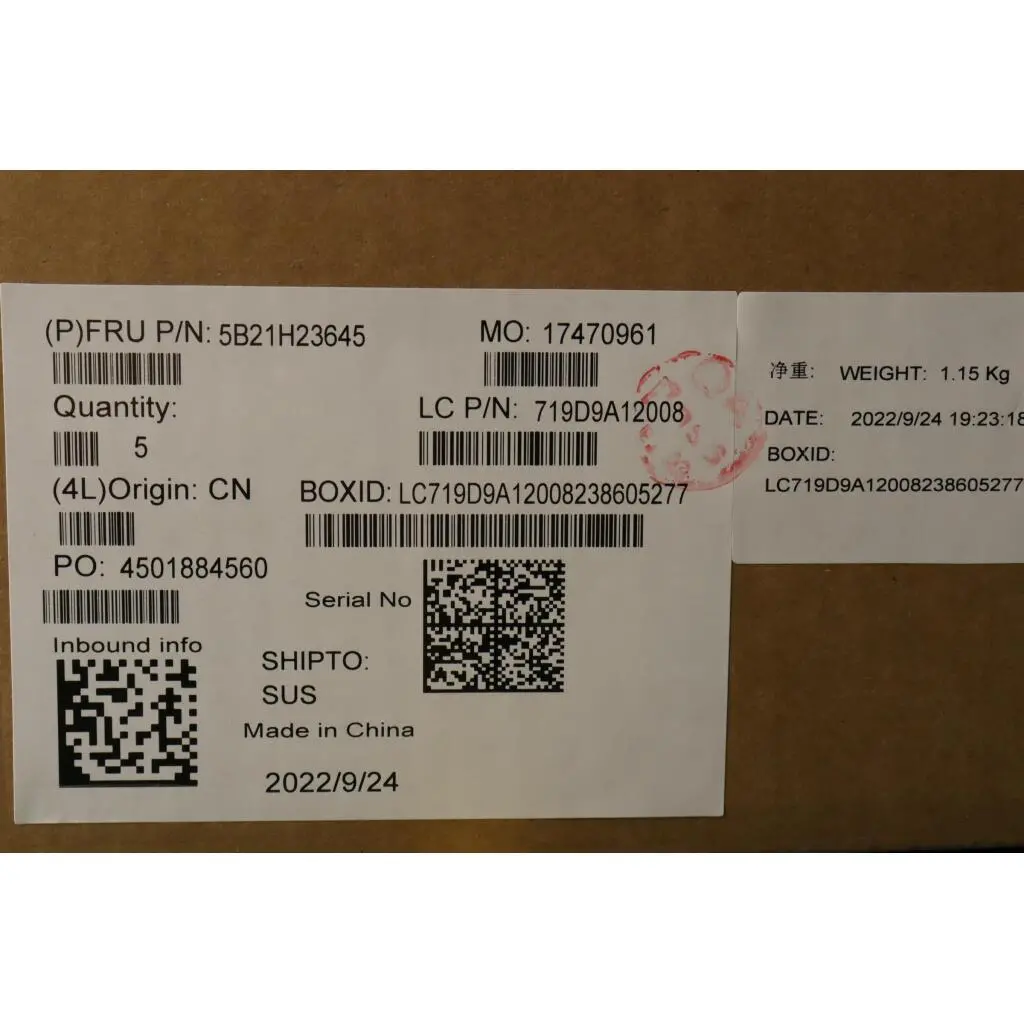 (P)FRU P/N: 5B21H23645
MO: 17470961
Quantity:
5
LC P/N: 719D9A12008
(4L)Origin: CN
BOXID: LC719D9A12008238605277
PO: 4501884560
Serial No
Inbound info
SHIPTO:
SUS
Made in China
2022/9/24
净重: WEIGHT: 1.15 Kg
DATE: 2022/9/24 19:23:18
BOXID:
LC719D9A12008238605277